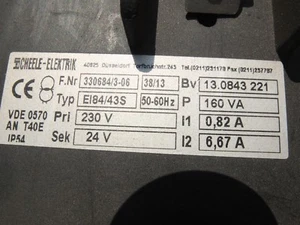 SCHEELE-ELEKTRIK
F.Nr 330684/3-06 38/13 Bv 13.0843 221
Typ EI84/43S 50-60Hz P 160 VA
VDE 0570 Pri 230 V I1 0,82 A
AN T40E
IP54 Sek 24 V I2 6,67 A